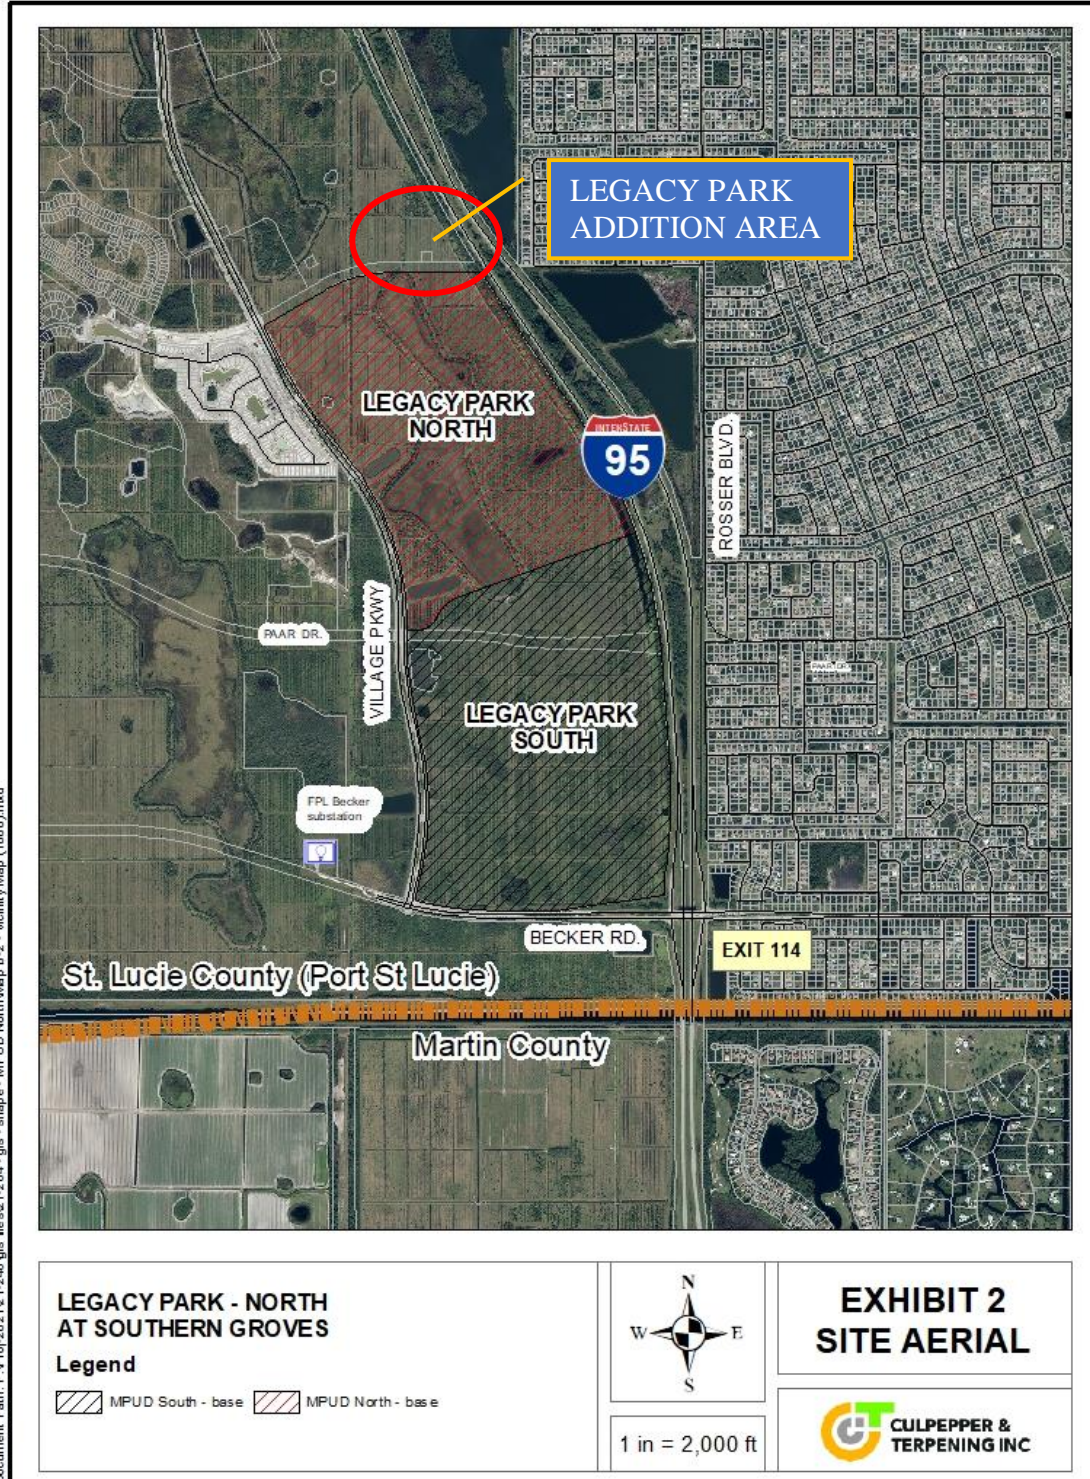 LEGACY PARK
ADDITION AREA
LEGACY PARK
NORTH
INTERSTATE
95
ROSSER BLVD.
VILLAGE PKWY
PAAR DR.
PAAR DR.
LEGACY PARK
SOUTH
FPL Becker
substation
BECKER RD.
EXIT 114
St. Lucie County (Port St Lucie)
Martin County
LEGACY PARK - NORTH
AT SOUTHERN GROVES
Legend
MPUD South - base
MPUD North - base
N
W
E
S
1 in = 2,000 ft
EXHIBIT 2
SITE AERIAL
CULPEPPER &
TERPENING INC